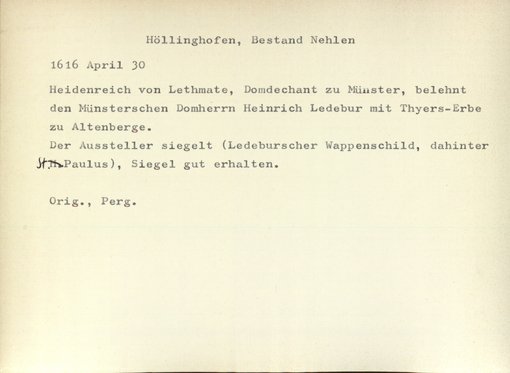 Höllinghofen, Bestand Nehlen
1616 April 30
Heidenreich von Lethmate, Domdechant zu Münster, belehnt
den Münsterschen Domherrn Heinrich Ledebur mit Thyers-Erbe
zu Altenberge.
Der Aussteller siegelt (Ledeburscher Wappenschild, dahinter
St. Paulus), Siegel gut erhalten.
Orig., Perg.